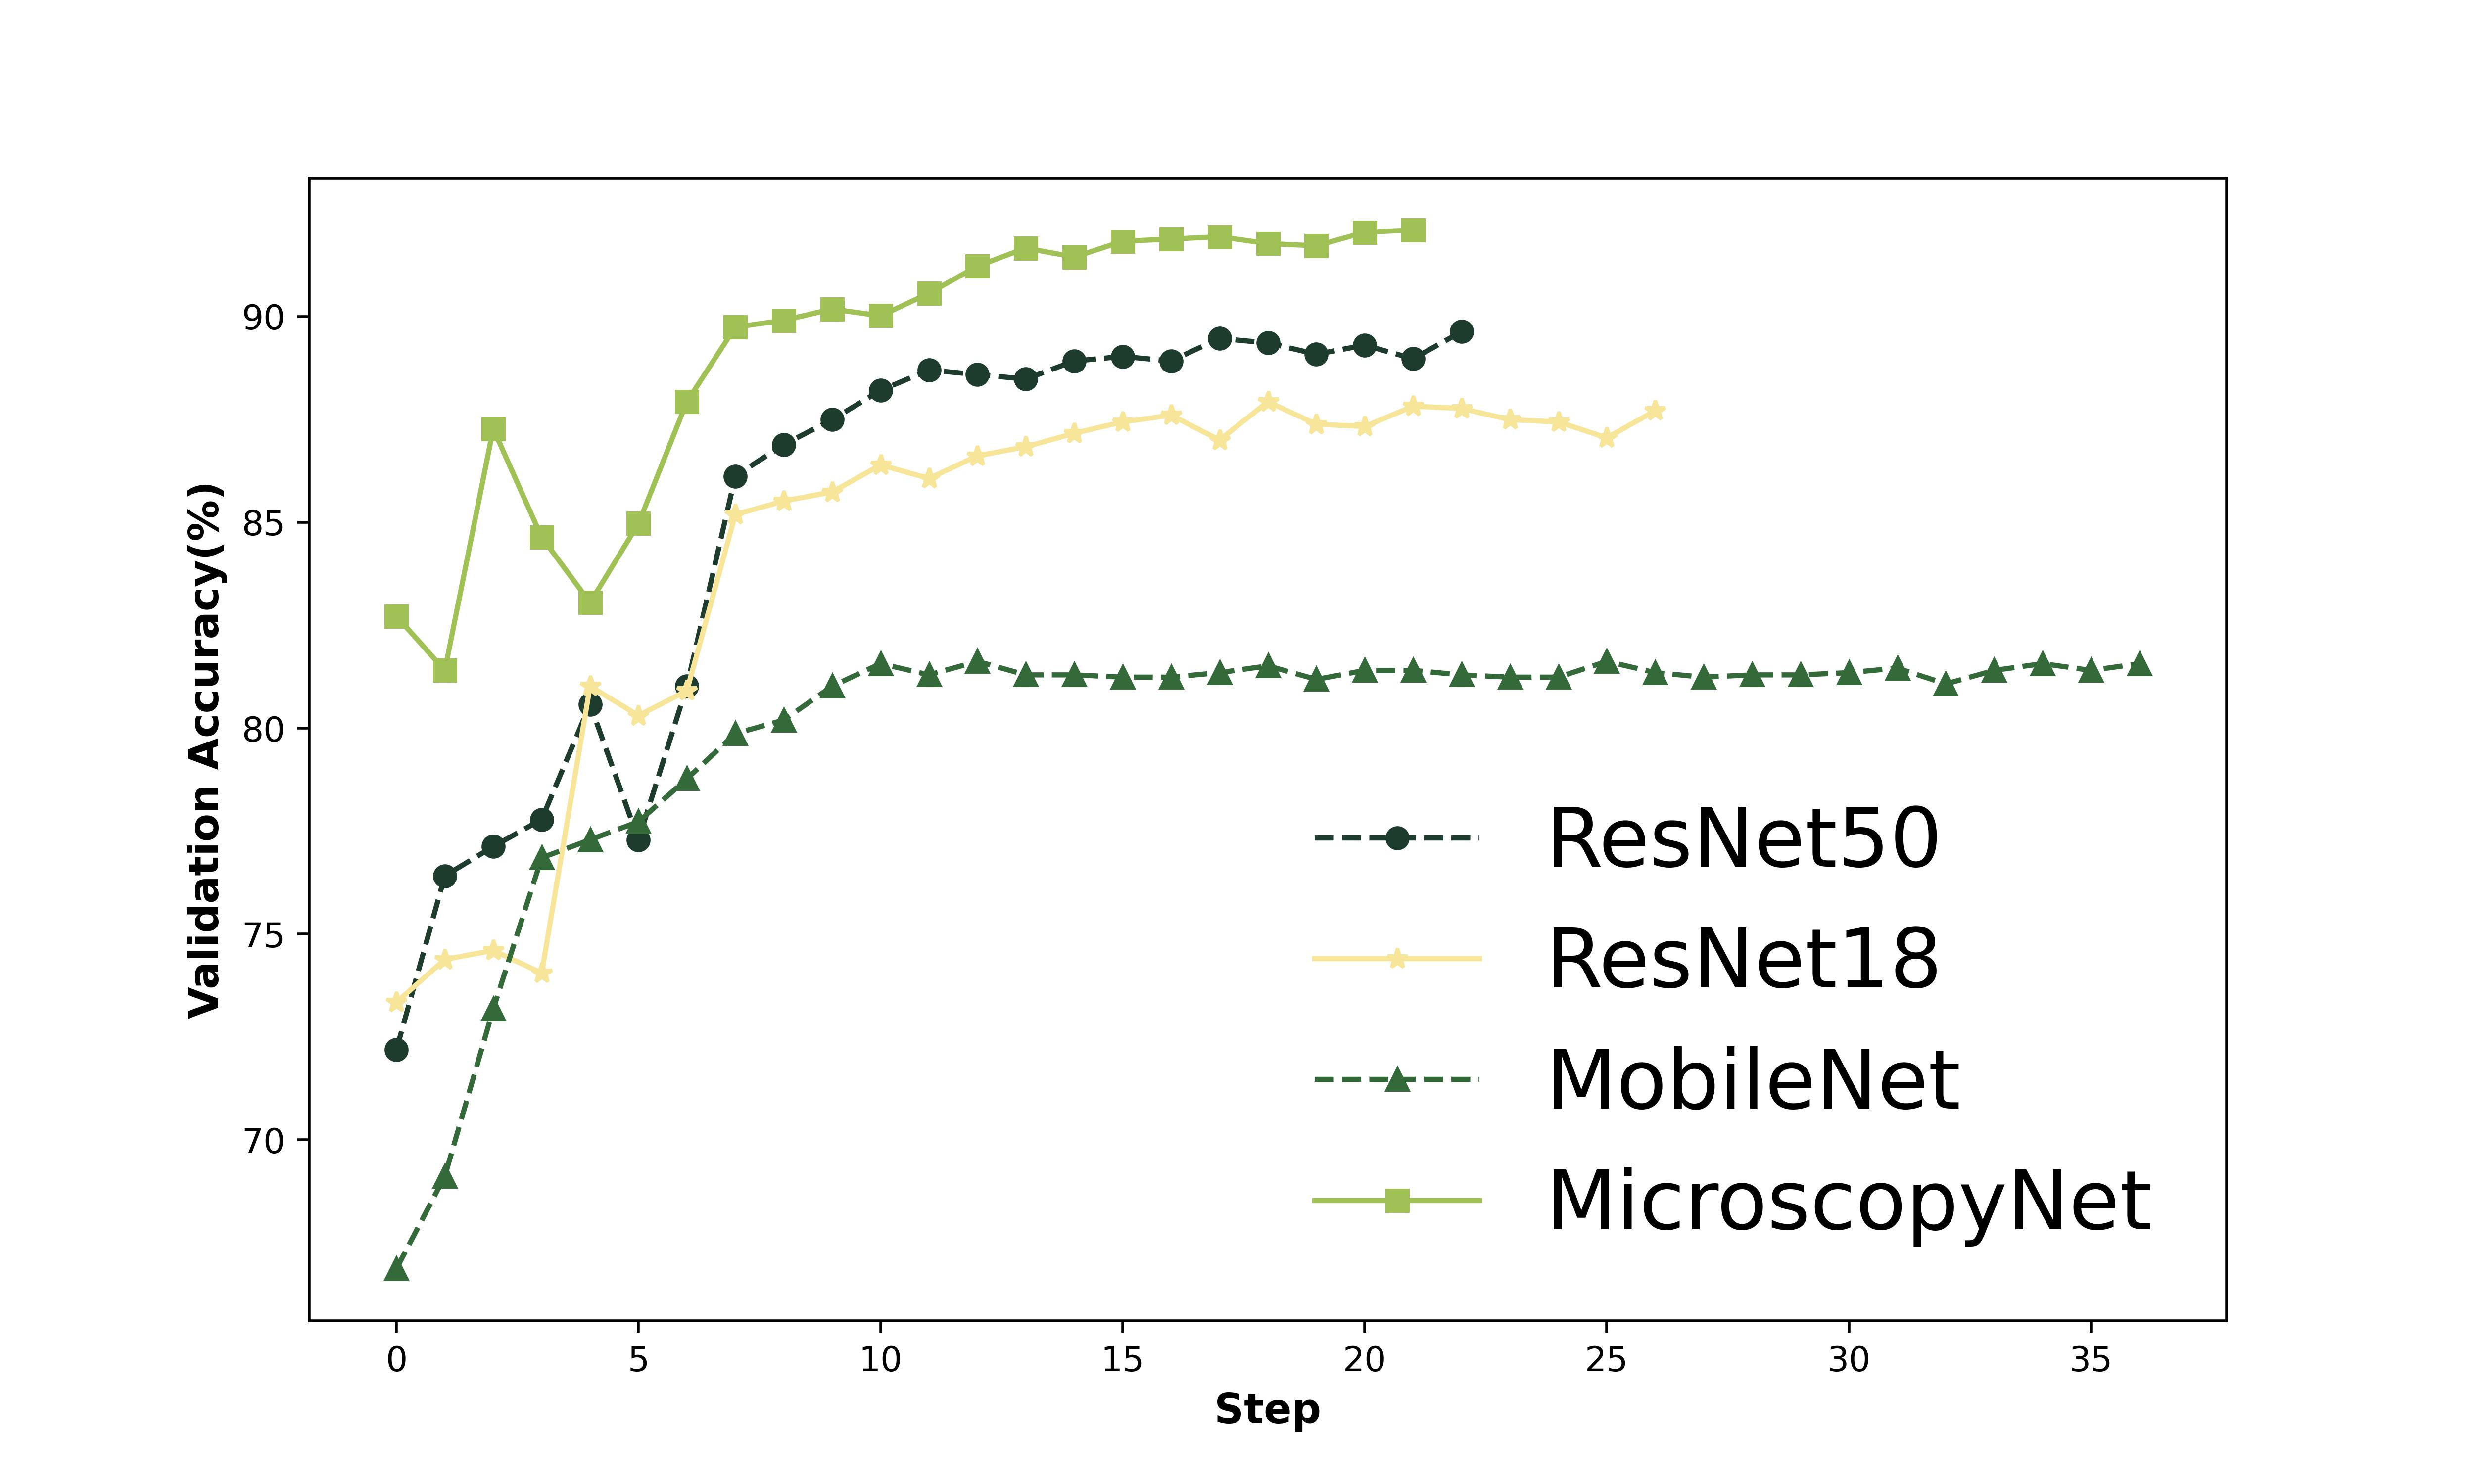 Validation Accuracy(%)
90
85
80
75
70
ResNet50
ResNet18
MobileNet
MicroscopyNet
0 5 10 15 20 25 30 35
Step